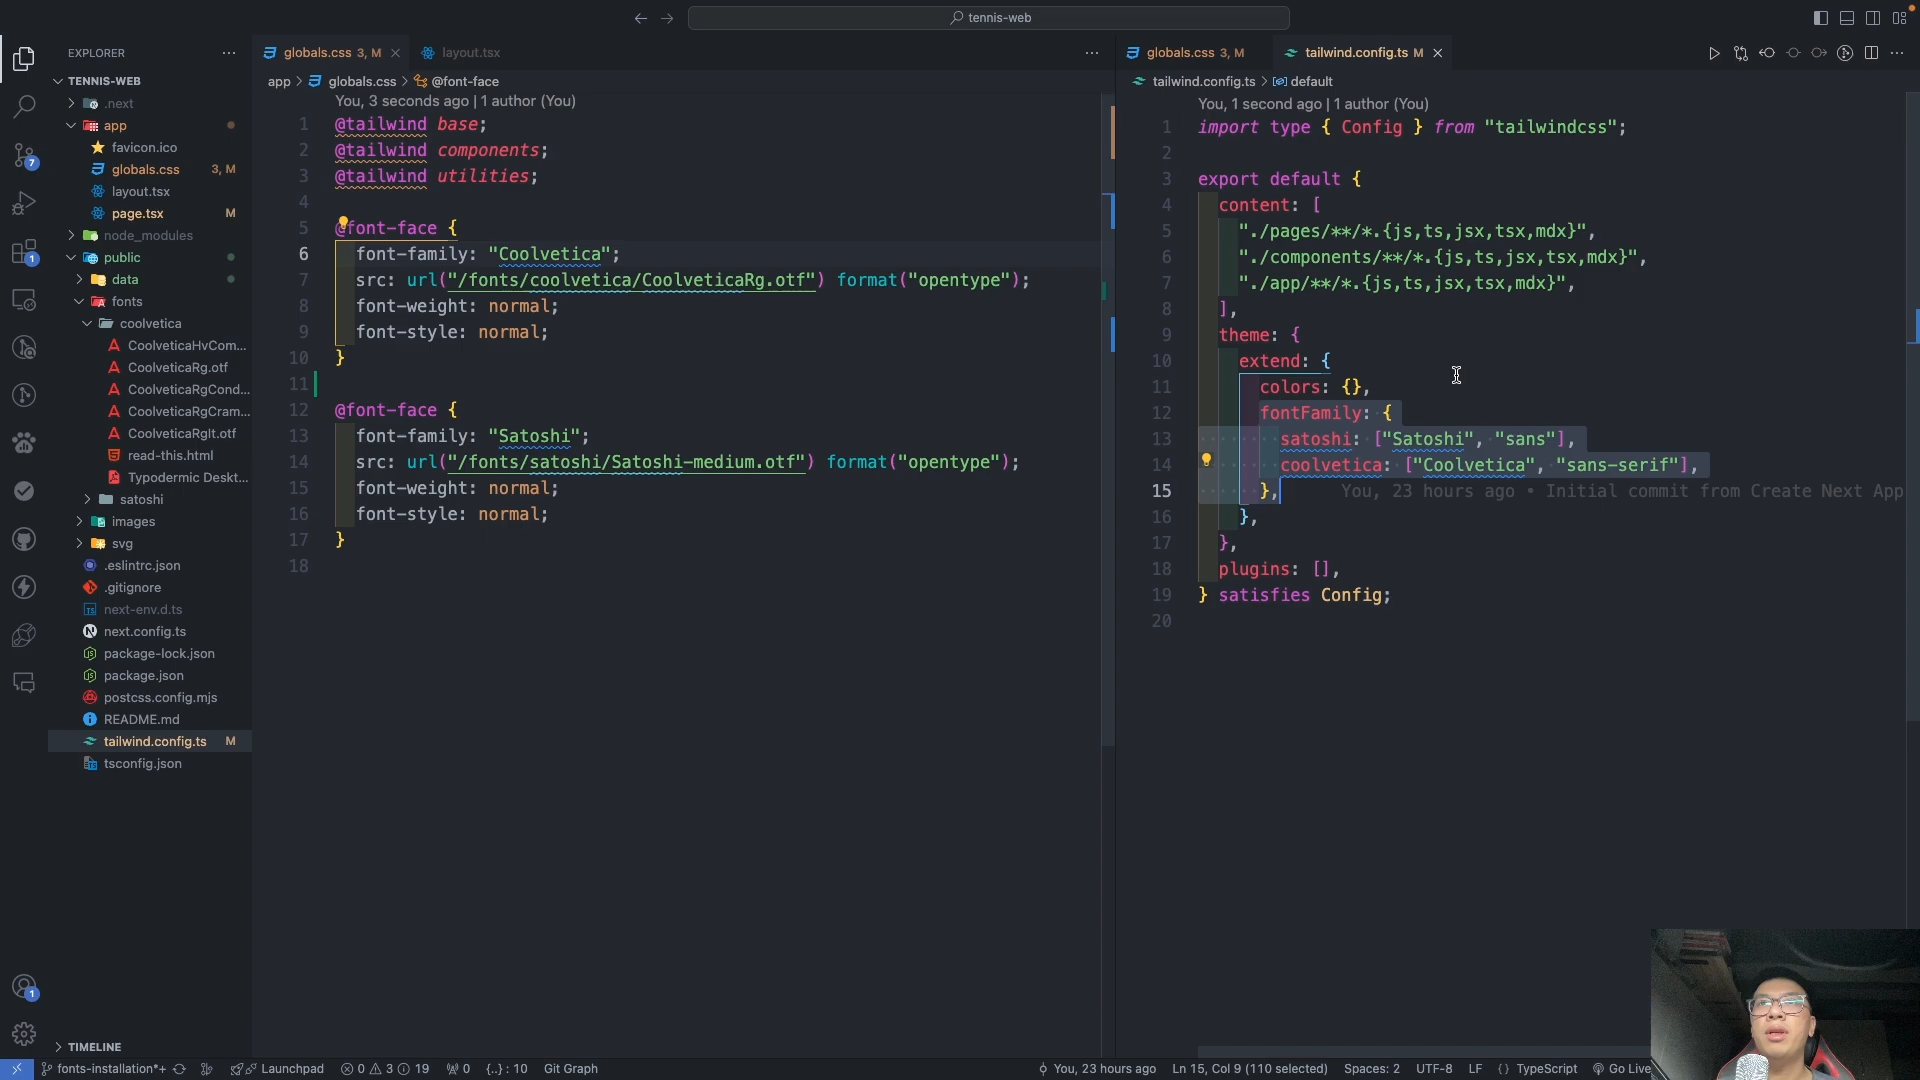 tennis-web
EXPLORER
TENNIS-WEB
.next
app
favicon.ico
globals.css 3, M
layout.tsx
page.tsx M
node_modules
public
data
fonts
coolvetica
CoolveticaHvCom...
CoolveticaRg.otf
CoolveticaRgCond...
CoolveticaRgCram...
CoolveticaRgIt.otf
read-this.html
Typodermic Deskt...
satoshi
images
svg
.eslintrc.json
.gitignore
next-env.d.ts
next.config.ts
package-lock.json
package.json
postcss.config.mjs
README.md
tailwind.config.ts M
tsconfig.json
TIMELINE
7
1
1
globals.css 3, M
layout.tsx
app > globals.css > @font-face
You, 3 seconds ago | 1 author (You)
1 @tailwind base;
2 @tailwind components;
3 @tailwind utilities;
4
5 @font-face {
6 font-family: "Coolvetica";
7 src: url("/fonts/coolvetica/CoolveticaRg.otf") format("opentype");
8 font-weight: normal;
9 font-style: normal;
10 }
11
12 @font-face {
13 font-family: "Satoshi";
14 src: url("/fonts/satoshi/Satoshi-medium.otf") format("opentype");
15 font-weight: normal;
16 font-style: normal;
17 }
18
globals.css 3, M
tailwind.config.ts M
tailwind.config.ts > default
You, 1 second ago | 1 author (You)
1 import type { Config } from "tailwindcss";
2
3 export default {
4 content: [
5 "./pages/**/*.{js,ts,jsx,tsx,mdx}",
6 "./components/**/*.{js,ts,jsx,tsx,mdx}",
7 "./app/**/*.{js,ts,jsx,tsx,mdx}",
8 ],
9 theme: {
10 extend: {
11 colors: {},
12 fontFamily: {
13 satoshi: ["Satoshi", "sans"],
14 coolvetica: ["Coolvetica", "sans-serif"],
15 }, You, 23 hours ago • Initial commit from Create Next App
16 },
17 },
18 plugins: [],
19 } satisfies Config;
20
fonts-installation*+ Launchpad 0 3 19 0 {..} : 10 Git Graph You, 23 hours ago Ln 15, Col 9 (110 selected) Spaces: 2 UTF-8 LF {} TypeScript Go Live